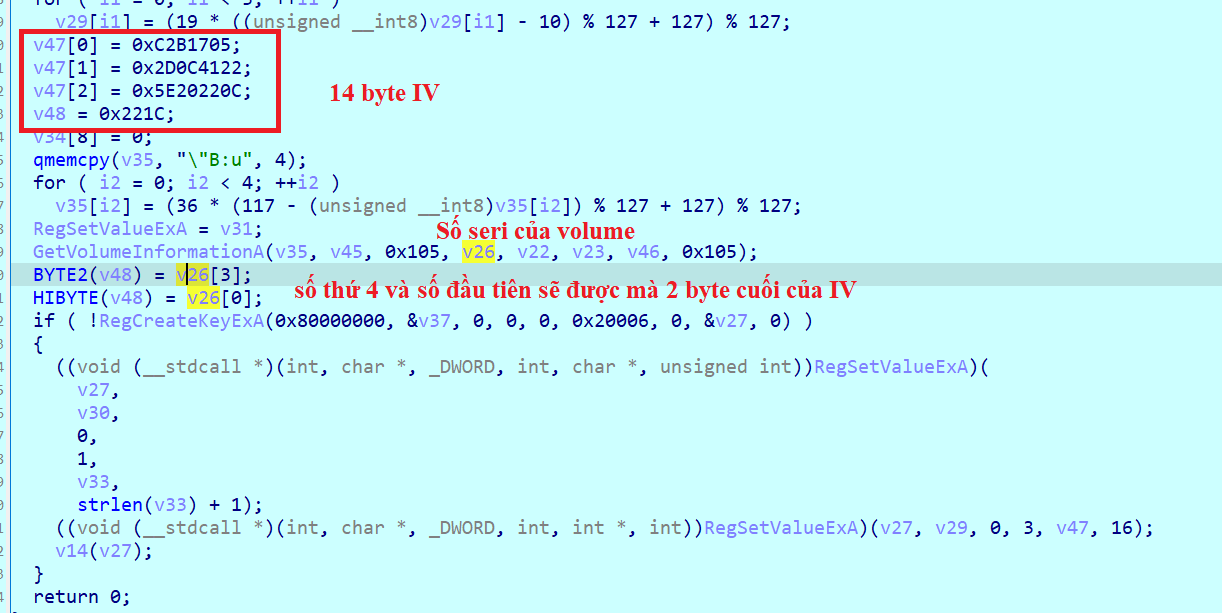 for ( i1 = 0; i1 < 5; ++i1 )
v29[i1] = (19 * ((unsigned __int8)v29[i1] - 10) % 127 + 127) % 127;
v47[0] = 0xC2B1705;
v47[1] = 0x2D0C4122;
v47[2] = 0x5E20220C;
14 byte IV
v48 = 0x221C;
v34[8] = 0;
qmemcpy(v35, "\"B:u", 4);
for ( i2 = 0; i2 < 4; ++i2 )
v35[i2] = (36 * (117 - (unsigned __int8)v35[i2]) % 127 + 127) % 127;
RegSetValueExA = v31;
Số seri của volume
GetVolumeInformationA(v35, v45, 0x105, v26, v22, v23, v46, 0x105);
BYTE2(v48) = v26[3];
số thứ 4 và số đầu tiên sẽ được mà 2 byte cuối của IV
HIBYTE(v48) = v26[0];
if ( !RegCreateKeyExA(0x80000000, &v37, 0, 0, 0, 0x20006, 0, &v27, 0) )
{
((void (__stdcall *)(int, char *, _DWORD, int, char *, unsigned int))RegSetValueExA)(
v27,
v30,
0,
1,
v33,
strlen(v33) + 1);
((void (__stdcall *)(int, char *, _DWORD, int, int *, int))RegSetValueExA)(v27, v29, 0, 3, v47, 16);
v14(v27);
}
return 0;